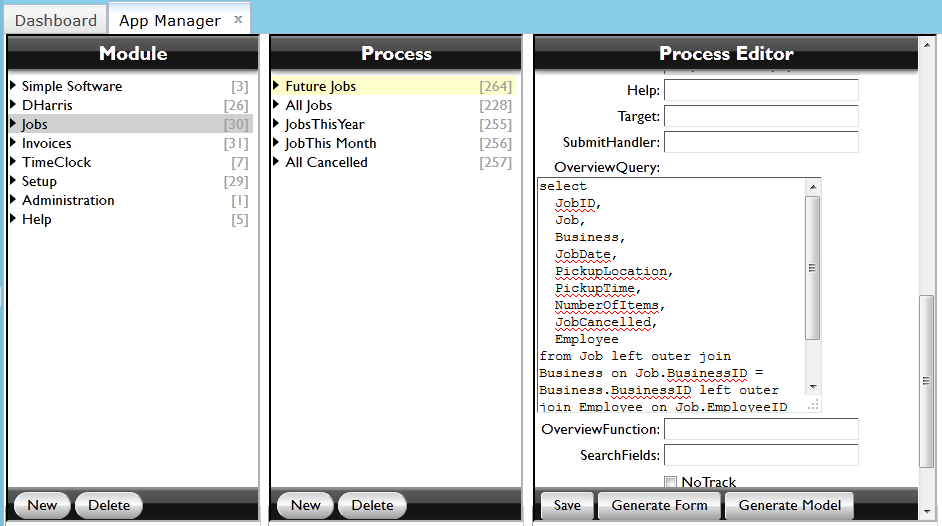 Dashboard App Manager x
Module
Simple Software [3]
DHarris [26]
Jobs [30]
Invoices [31]
TimeClock [7]
Setup [29]
Administration [1]
Help [5]
New Delete
Process
Future Jobs [264]
All Jobs [228]
JobsThisYear [255]
JobThis Month [256]
All Cancelled [257]
New Delete
Process Editor
Help:
Target:
SubmitHandler:
OverviewQuery:
select
JobID,
Job,
Business,
JobDate,
PickupLocation,
PickupTime,
NumberOfItems,
JobCancelled,
Employee
from Job left outer join
Business on Job.BusinessID =
Business.BusinessID left outer
join Employee on Job.EmployeeID
OverviewFunction:
SearchFields:
NoTrack
Save Generate Form Generate Model